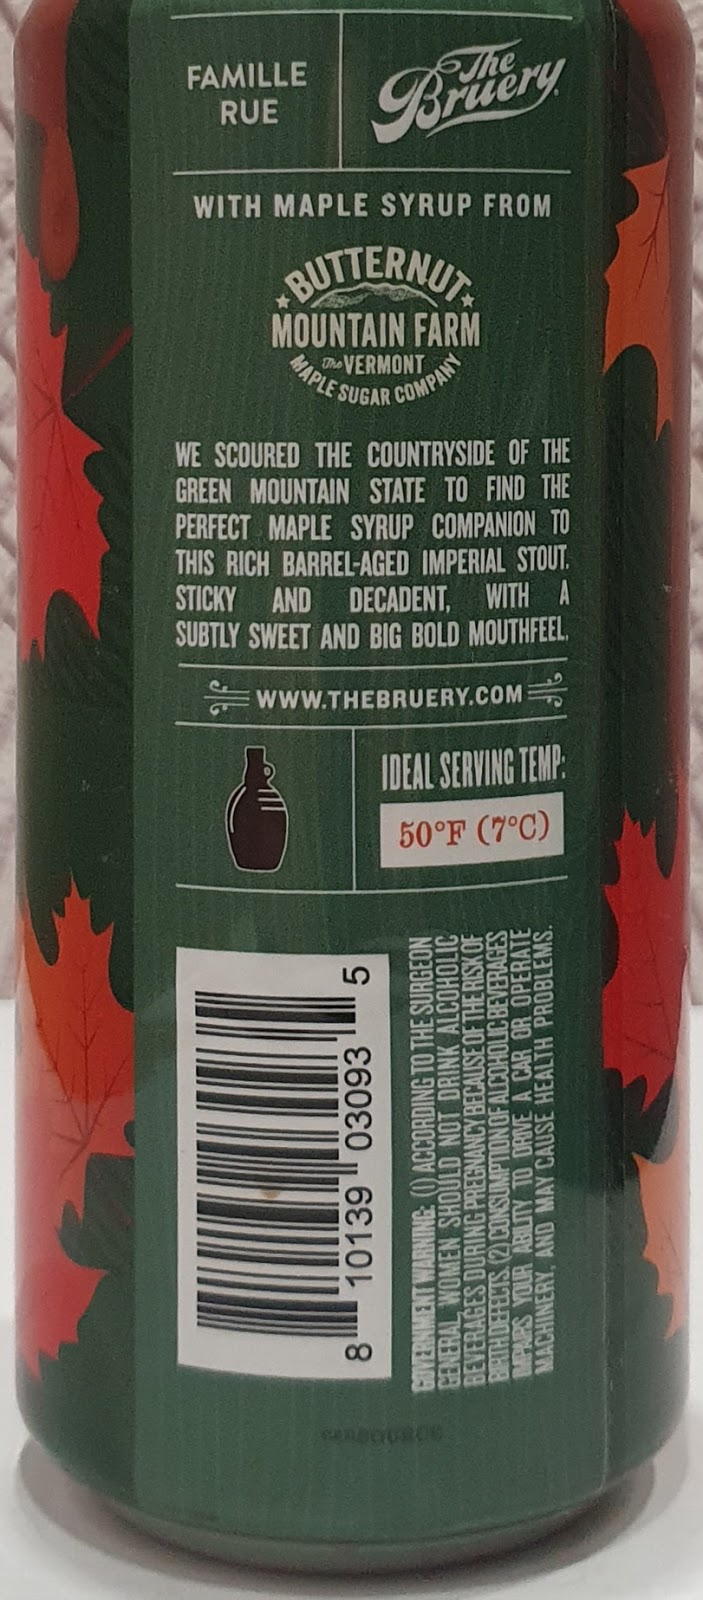 FAMILLE
RUE
The
Bruery
WITH MAPLE SYRUP FROM
BUTTERNUT
MOUNTAIN FARM
The VERMONT
MAPLE SUGAR COMPANY
WE SCOURED THE COUNTRYSIDE OF THE
GREEN MOUNTAIN STATE TO FIND THE
PERFECT MAPLE SYRUP COMPANION TO
THIS RICH BARREL-AGED IMPERIAL STOUT.
STICKY AND DECADENT, WITH A
SUBTLY SWEET AND BIG BOLD MOUTHFEEL.
WWW.THEBRUERY.COM
IDEAL SERVING TEMP:
50°F (7°C)
8 10139 03093 5
GOVERNMENT WARNING: (1) ACCORDING TO THE SURGEON
GENERAL, WOMEN SHOULD NOT DRINK ALCOHOLIC
BEVERAGES DURING PREGNANCY BECAUSE OF THE RISK OF
BIRTH DEFECTS. (2) CONSUMPTION OF ALCOHOLIC BEVERAGES
IMPAIRS YOUR ABILITY TO DRIVE A CAR OR OPERATE
MACHINERY, AND MAY CAUSE HEALTH PROBLEMS.